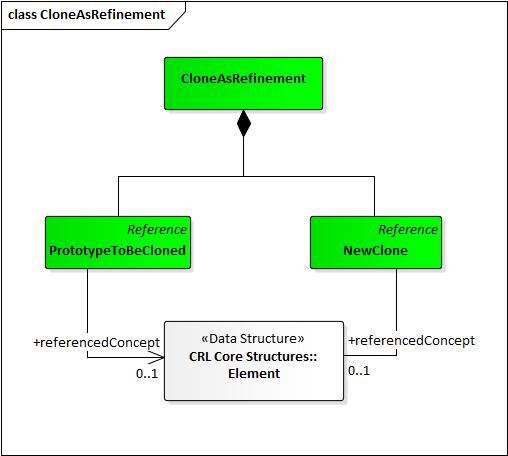 class CloneAsRefinement
CloneAsRefinement
Reference
PrototypeToBeCloned
Reference
NewClone
+referencedConcept
0..1
«Data Structure»
CRL Core Structures::
Element
+referencedConcept
0..1